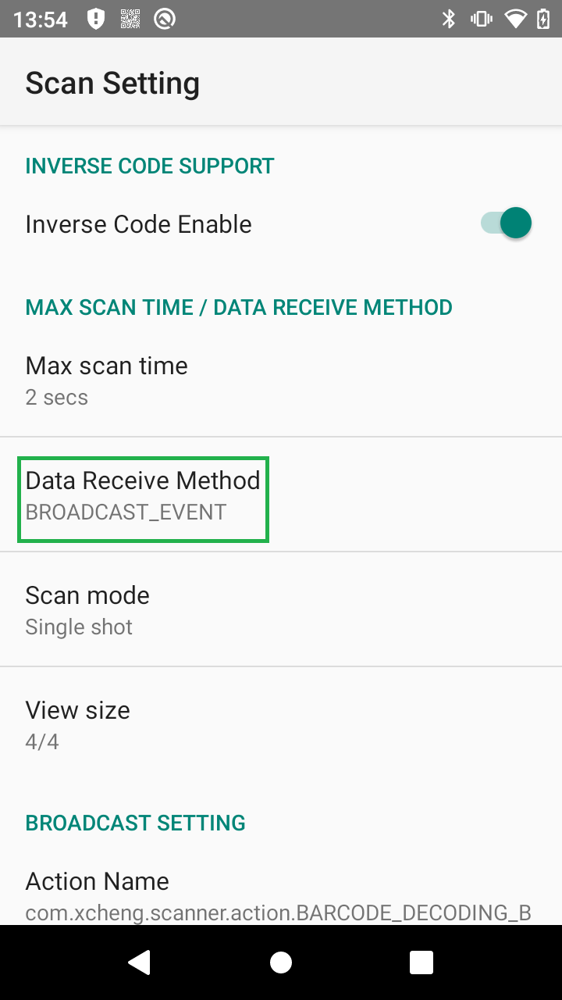 13:54
Scan Setting
INVERSE CODE SUPPORT
Inverse Code Enable
MAX SCAN TIME / DATA RECEIVE METHOD
Max scan time
2 secs
Data Receive Method
BROADCAST_EVENT
Scan mode
Single shot
View size
4/4
BROADCAST SETTING
Action Name
com.xcheng.scanner.action.BARCODE_DECODING_B